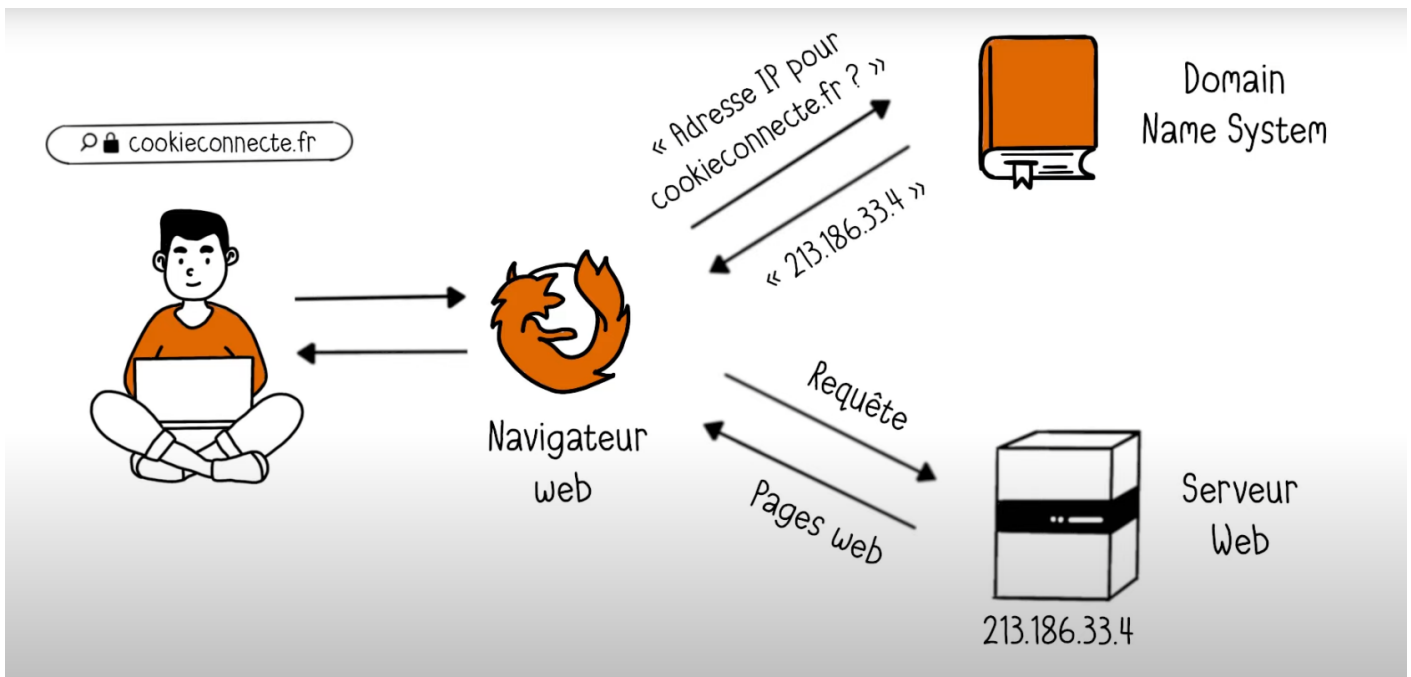 cookieconnecte.fr
« Adresse IP pour
cookieconnecte.fr ? »
« 213.186.33.4 »
Domain
Name System
Navigateur
web
Requête
Pages web
Serveur
Web
213.186.33.4